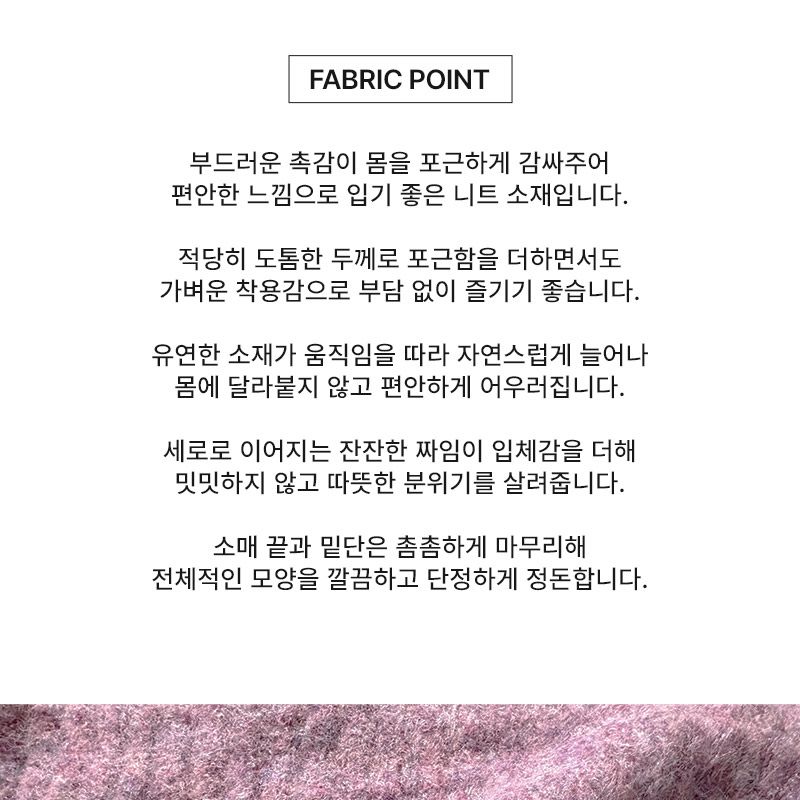 FABRIC POINT
부드러운 촉감이 몸을 포근하게 감싸주어
편안한 느낌으로 입기 좋은 니트 소재입니다.
적당히 도톰한 두께로 포근함을 더하면서도
가벼운 착용감으로 부담 없이 즐기기 좋습니다.
유연한 소재가 움직임을 따라 자연스럽게 늘어나
몸에 달라붙지 않고 편안하게 어우러집니다.
세로로 이어지는 잔잔한 짜임이 입체감을 더해
밋밋하지 않고 따뜻한 분위기를 살려줍니다.
소매 끝과 밑단은 촘촘하게 마무리해
전체적인 모양을 깔끔하고 단정하게 정돈합니다.